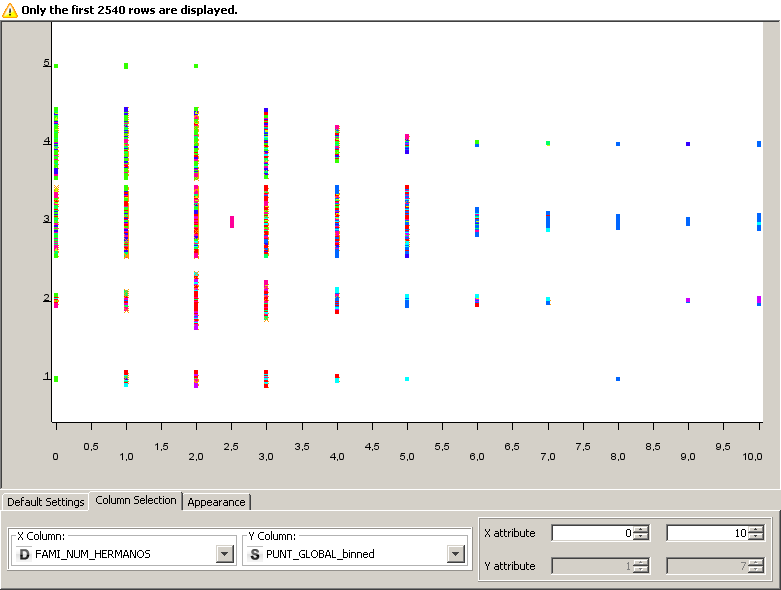 Only the first 2540 rows are displayed.
5
4
3
2
1
0,5 1,5 2,5 3,5 4,5 5,5 6,5 7,5 8,5 9,5
0 1,0 2,0 3,0 4,0 5,0 6,0 7,0 8,0 9,0 10,0
Default Settings Column Selection Appearance
X Column: Y Column:
D FAMI_NUM_HERMANOS S PUNT_GLOBAL_binned
X attribute 0 10
Y attribute 1 7